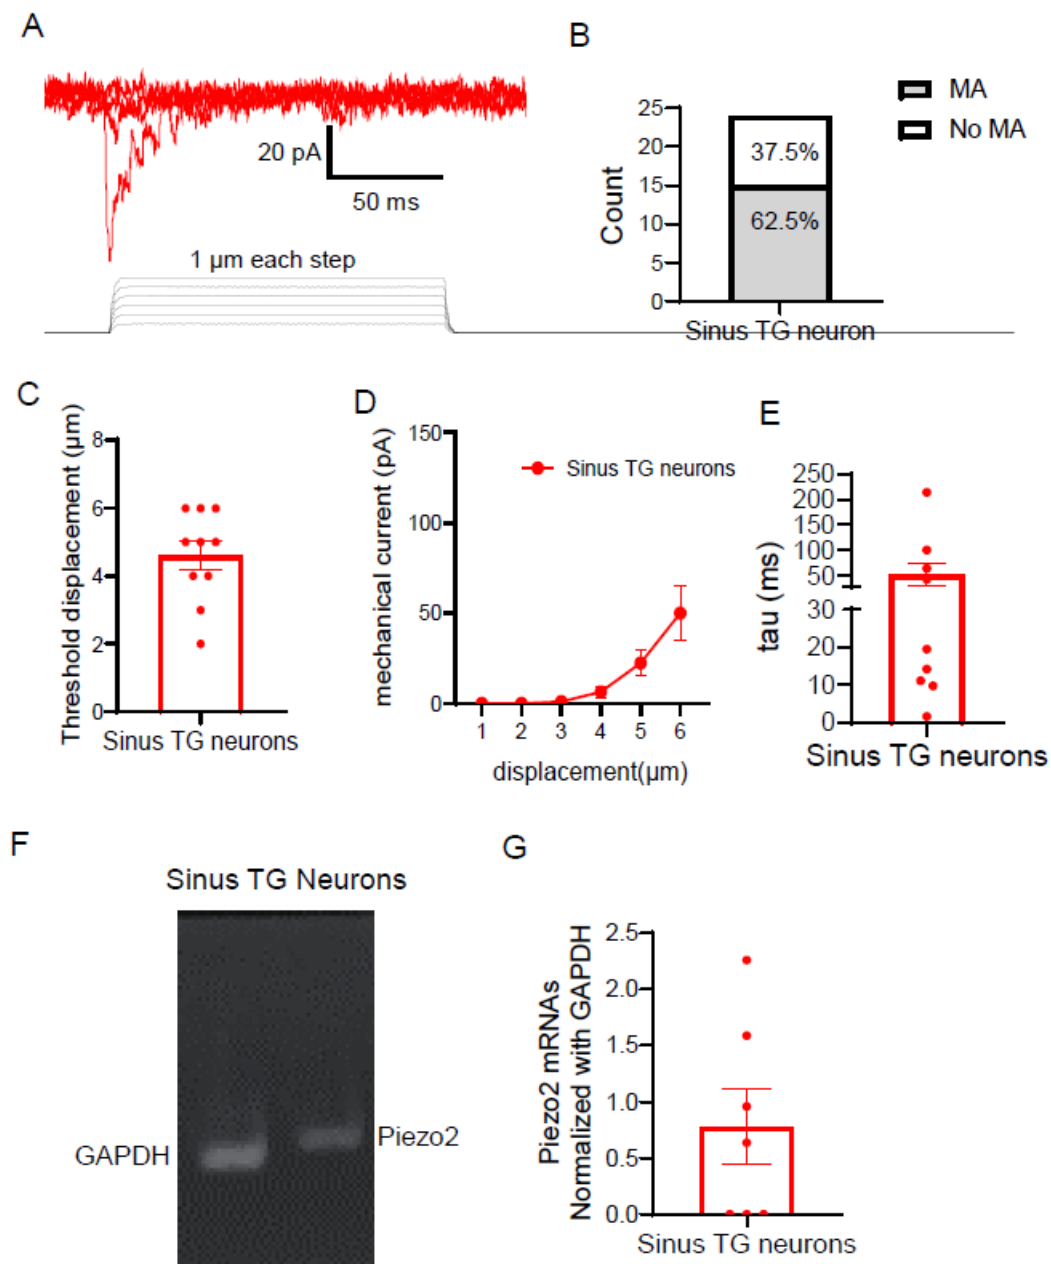 A
20 pA
50 ms
1 µm each step
B
MA
No MA
Count
25
20
15
10
5
0
37.5%
62.5%
Sinus TG neuron
C
Threshold displacement (µm)
8
6
4
2
0
Sinus TG neurons
D
mechanical current (pA)
150
100
50
0
Sinus TG neurons
1 2 3 4 5 6
displacement(µm)
E
tau (ms)
250
200
150
100
50
30
20
10
0
Sinus TG neurons
F
Sinus TG Neurons
GAPDH
Piezo2
G
Piezo2 mRNAs
Normalized with GAPDH
2.5
2.0
1.5
1.0
0.5
0.0
Sinus TG neurons